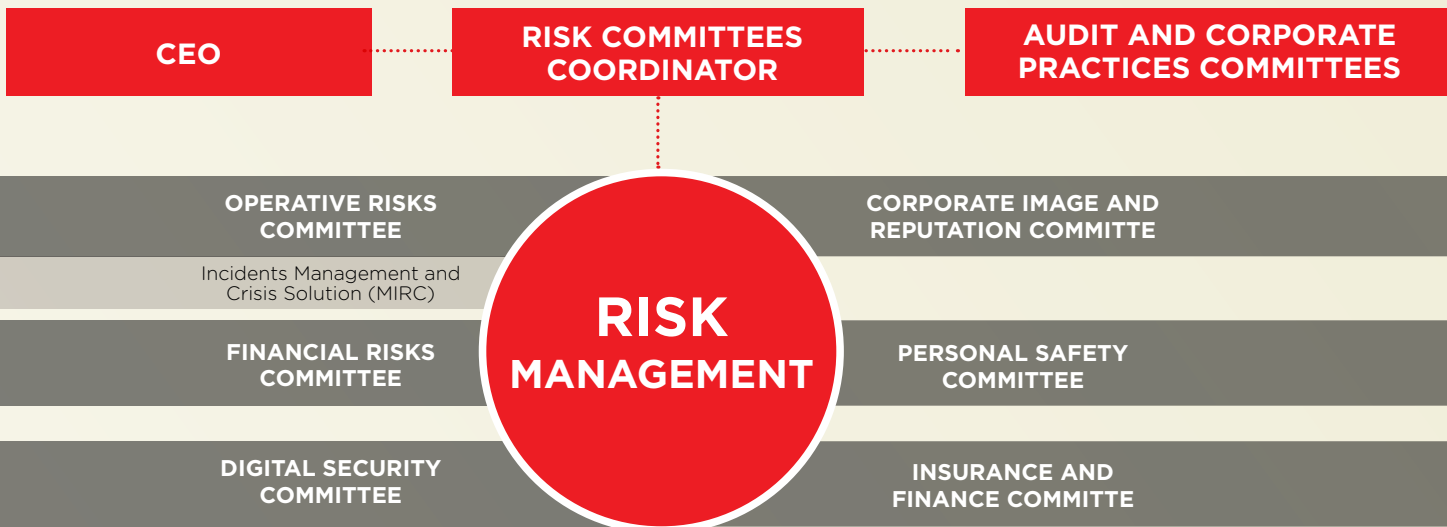 CEO
RISK COMMITTEES
COORDINATOR
AUDIT AND CORPORATE
PRACTICES COMMITTEES
OPERATIVE RISKS
COMMITTEE
CORPORATE IMAGE AND
REPUTATION COMMITTE
Incidents Management and
Crisis Solution (MIRC)
RISK
MANAGEMENT
FINANCIAL RISKS
COMMITTEE
PERSONAL SAFETY
COMMITTEE
DIGITAL SECURITY
COMMITTEE
INSURANCE AND
FINANCE COMMITTE